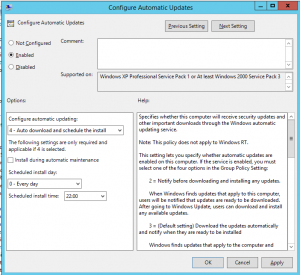 Configure Automatic Updates
Configure Automatic Updates
Previous Setting
Next Setting
Not Configured
Enabled
Disabled
Comment:
Supported on:
Windows XP Professional Service Pack 1 or At least Windows 2000 Service Pack 3
Options:
Help:
Configure automatic updating:
4 - Auto download and schedule the install
The following settings are only required and
applicable if 4 is selected.
Install during automatic maintenance
Scheduled install day:
0 - Every day
Scheduled install time:
22:00
Specifies whether this computer will receive security updates and
other important downloads through the Windows automatic
updating service.
Note: This policy does not apply to Windows RT.
This setting lets you specify whether automatic updates are
enabled on this computer. If the service is enabled, you must
select one of the four options in the Group Policy Setting:
2 = Notify before downloading and installing any updates.
When Windows finds updates that apply to this computer,
users will be notified that updates are ready to be downloaded.
After going to Windows Update, users can download and install
any available updates.
3 = (Default setting) Download the updates automatically
and notify when they are ready to be installed
Windows finds updates that apply to the computer and
OK
Cancel
Apply